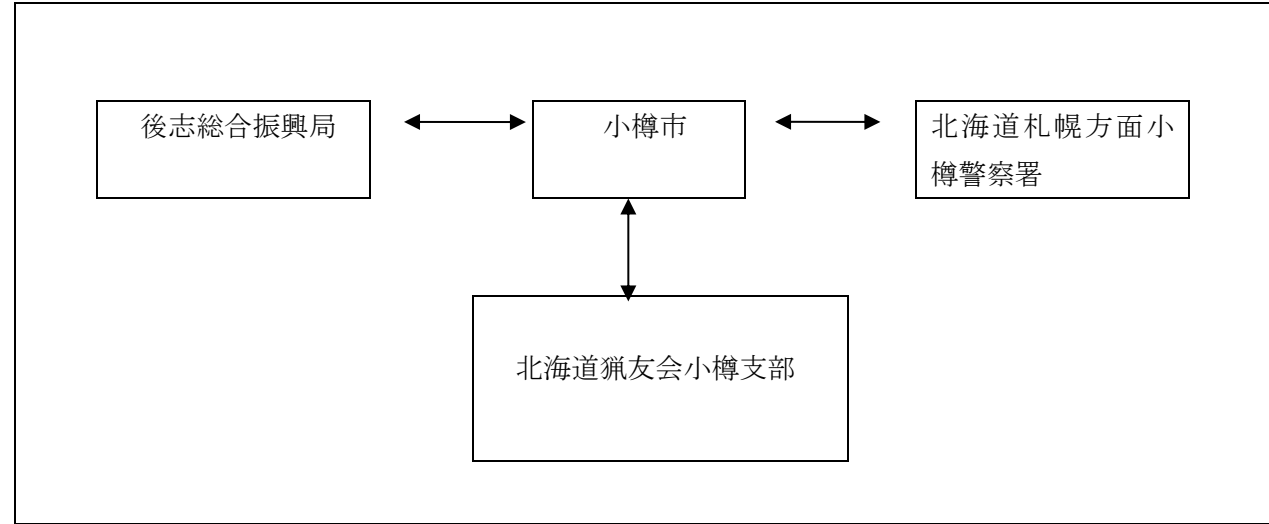 後志総合振興局
小樽市
北海道札幌方面小
樽警察署
北海道猟友会小樽支部